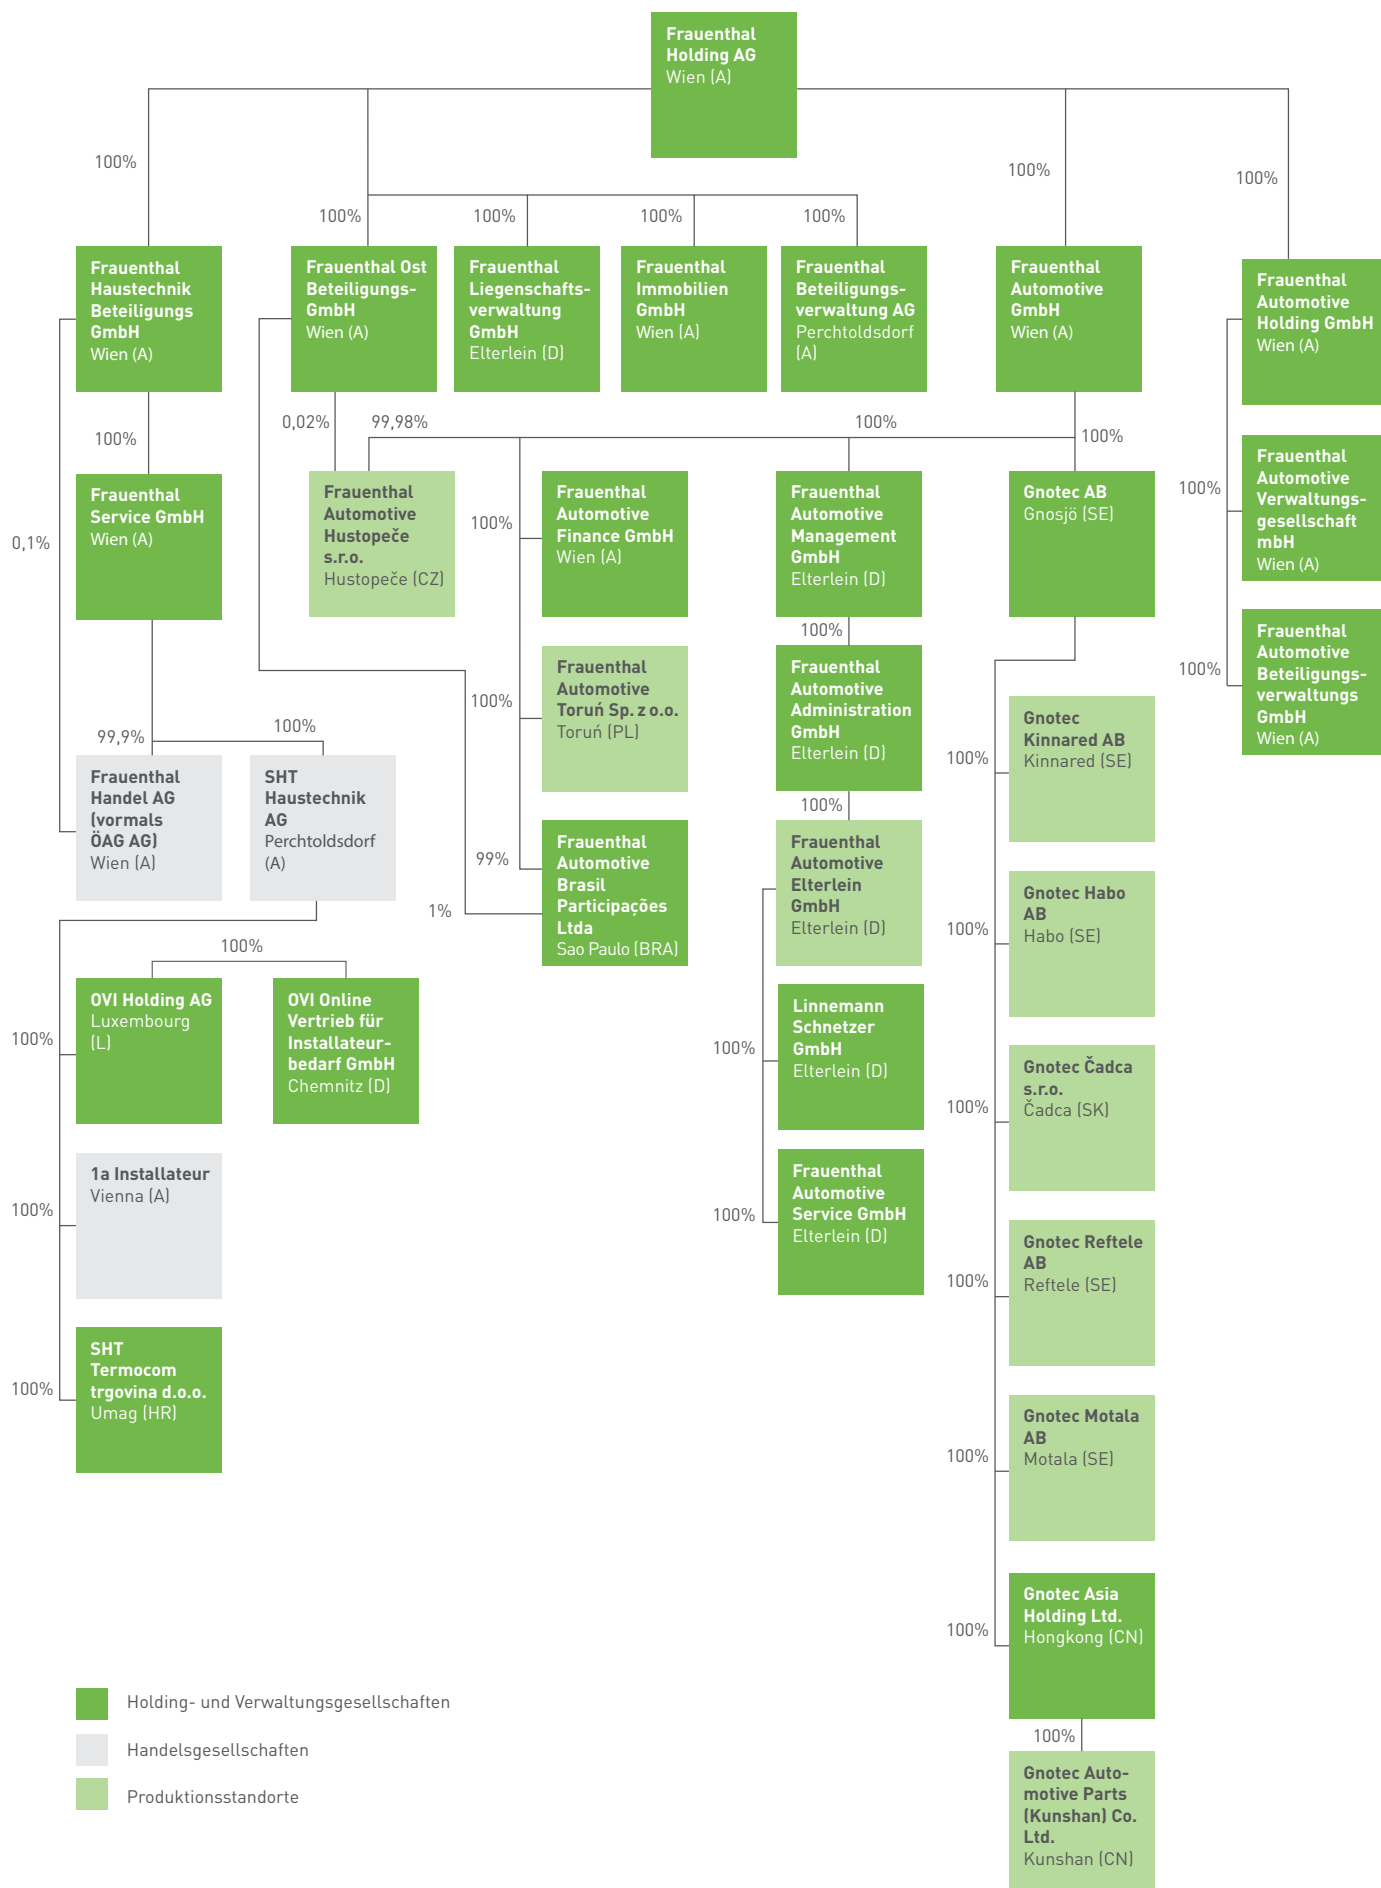 Frauenthal
Holding AG
Wien (A)
100%
100%
100%
100%
100%
100%
100%
Frauenthal
Haustechnik
Beteiligungs
GmbH
Wien (A)
Frauenthal Ost
Beteiligungs-
GmbH
Wien (A)
Frauenthal
Liegenschafts-
verwaltung
GmbH
Elterlein (D)
Frauenthal
Immobilien
GmbH
Wien (A)
Frauenthal
Beteiligungs-
verwaltung AG
Perchtoldsdorf
(A)
Frauenthal
Automotive
GmbH
Wien (A)
Frauenthal
Automotive
Holding GmbH
Wien (A)
100%
0,02%
99,98%
100%
100%
Frauenthal
Service GmbH
Wien (A)
0,1%
Frauenthal
Automotive
Hustopeče
s.r.o.
Hustopeče (CZ)
100%
Frauenthal
Automotive
Finance GmbH
Wien (A)
Frauenthal
Automotive
Management
GmbH
Elterlein (D)
Gnotec AB
Gnosjö (SE)
100%
Frauenthal
Automotive
Verwaltungs-
gesellschaft
mbH
Wien (A)
100%
Frauenthal
Automotive
Beteiligungs-
verwaltungs
GmbH
Wien (A)
100%
Frauenthal
Automotive
Toruń Sp. z o.o.
Toruń (PL)
100%
Frauenthal
Automotive
Administration
GmbH
Elterlein (D)
100%
Gnotec
Kinnared AB
Kinnared (SE)
99,9%
100%
Frauenthal
Handel AG
(vormals
ÖAG AG)
Wien (A)
SHT
Haustechnik
AG
Perchtoldsdorf
(A)
99%
1%
Frauenthal
Automotive
Brasil
Participações
Ltda
Sao Paulo (BRA)
100%
Frauenthal
Automotive
Elterlein
GmbH
Elterlein (D)
100%
Gnotec Habo
AB
Habo (SE)
100%
100%
OVI Holding AG
Luxembourg
(L)
OVI Online
Vertrieb für
Installateur-
bedarf GmbH
Chemnitz (D)
100%
Linnemann
Schnetzer
GmbH
Elterlein (D)
100%
Gnotec Čadca
s.r.o.
Čadca (SK)
100%
1a Installateur
Vienna (A)
100%
Frauenthal
Automotive
Service GmbH
Elterlein (D)
100%
Gnotec Reftele
AB
Reftele (SE)
100%
SHT
Termocom
trgovina d.o.o.
Umag (HR)
100%
Gnotec Motala
AB
Motala (SE)
100%
Gnotec Asia
Holding Ltd.
Hongkong (CN)
100%
Gnotec Auto-
motive Parts
(Kunshan) Co.
Ltd.
Kunshan (CN)
Holding- und Verwaltungsgesellschaften
Handelsgesellschaften
Produktionsstandorte